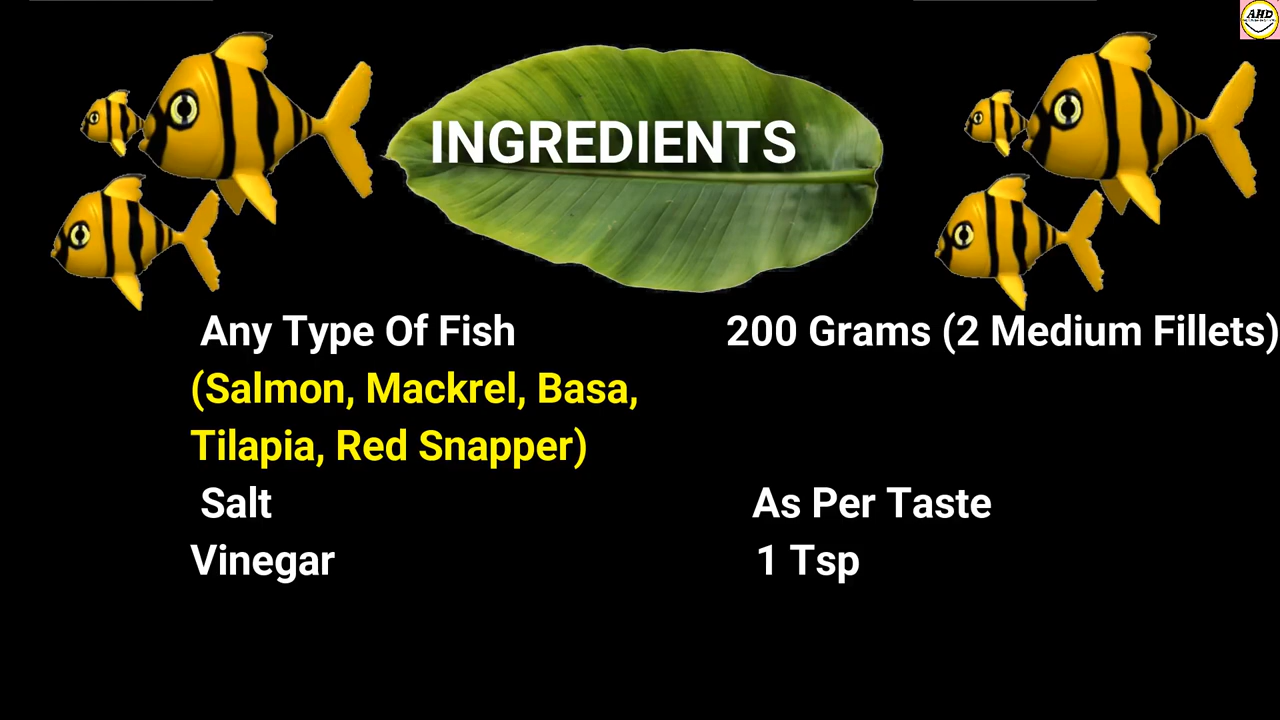 AHD
INGREDIENTS
Any Type Of Fish 200 Grams (2 Medium Fillets)
(Salmon, Mackrel, Basa,
Tilapia, Red Snapper)
Salt As Per Taste
Vinegar 1 Tsp